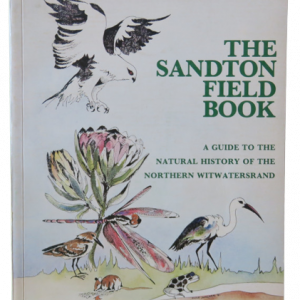 THE
SANDTON
FIELD
BOOK
A GUIDE TO THE
NATURAL HISTORY OF THE
NORTHERN WITWATERSRAND